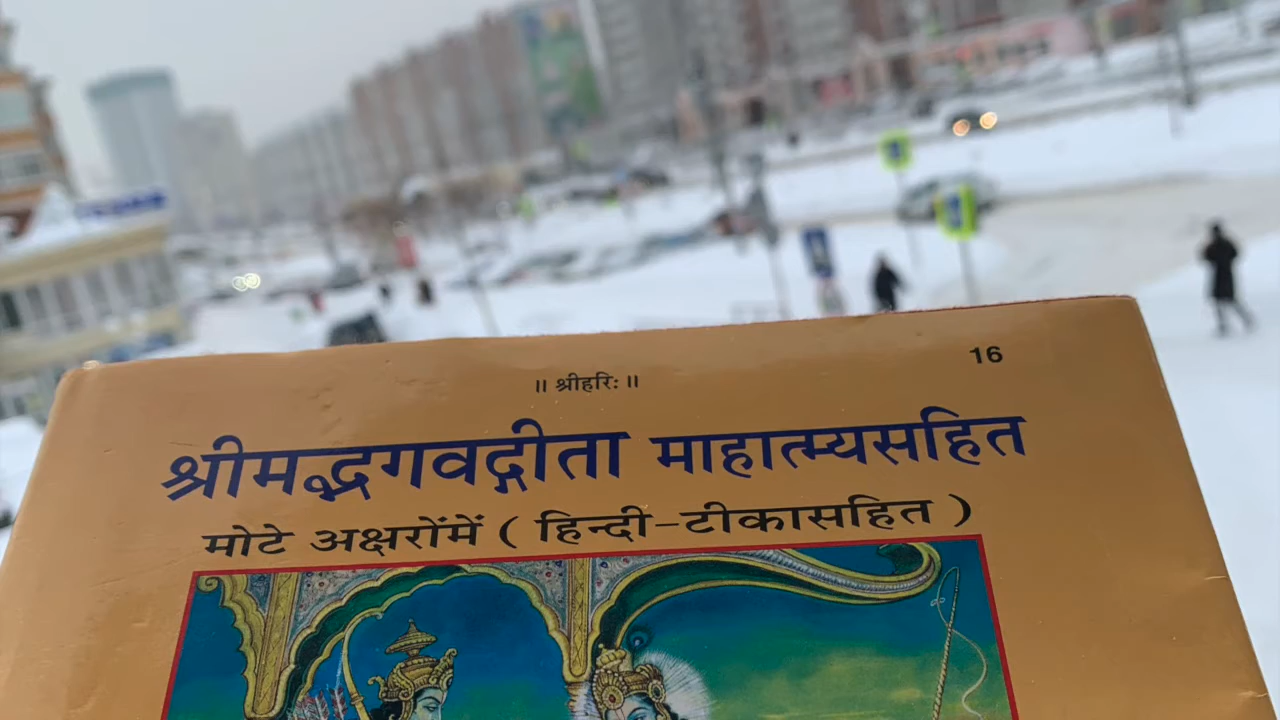 ॥ श्रीहरिः ॥
16
श्रीमद्भगवद्गीता माहात्म्यसहित
मोटे अक्षरोंमें ( हिन्दी-टीकासहित )